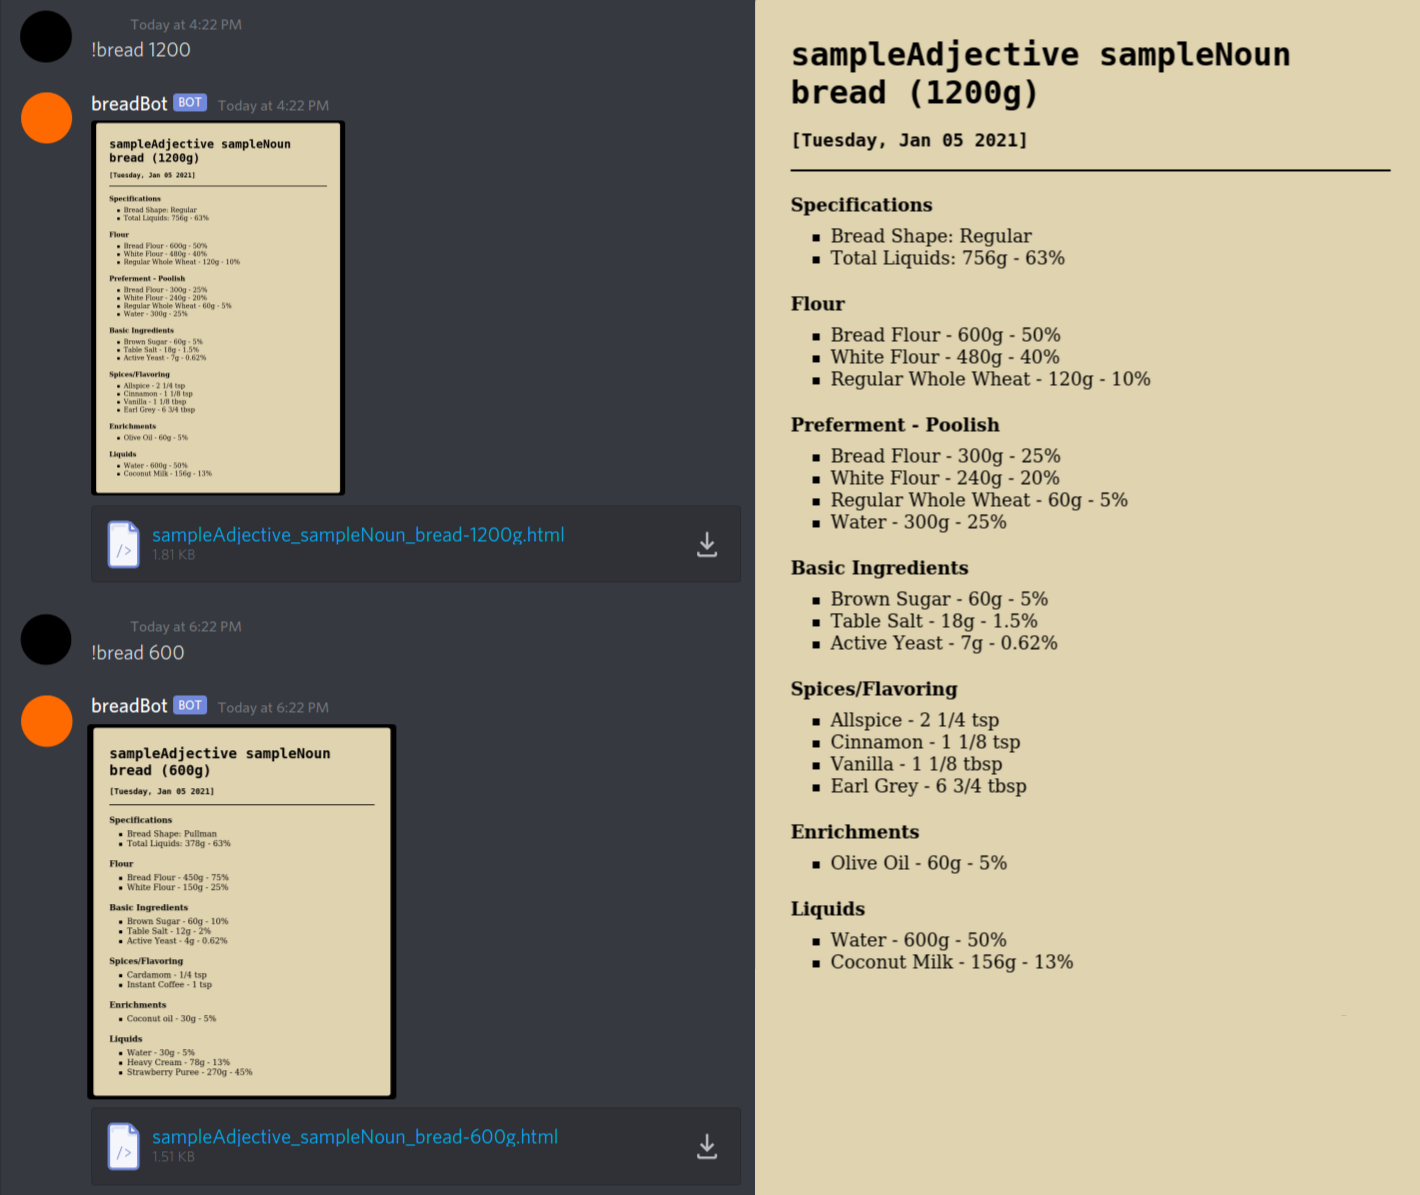 Today at 4:22 PM
!bread 1200
breadBot BOT Today at 4:22 PM
sampleAdjective sampleNoun
bread (1200g)
[Tuesday, Jan 05 2021]
Specifications
▪ Bread Shape: Regular
▪ Total Liquids: 756g - 63%
Flour
▪ Bread Flour - 600g - 50%
▪ White Flour - 480g - 40%
▪ Regular Whole Wheat - 120g - 10%
Preferment - Poolish
▪ Bread Flour - 300g - 25%
▪ White Flour - 240g - 20%
▪ Regular Whole Wheat - 60g - 5%
▪ Water - 300g - 25%
Basic Ingredients
▪ Brown Sugar - 60g - 5%
▪ Table Salt - 18g - 1.5%
▪ Active Yeast - 7g - 0.62%
Spices/Flavoring
▪ Allspice - 2 1/4 tsp
▪ Cinnamon - 1 1/8 tsp
▪ Vanilla - 1 1/8 tbsp
▪ Earl Grey - 6 3/4 tbsp
Enrichments
▪ Olive Oil - 60g - 5%
Liquids
▪ Water - 600g - 50%
▪ Coconut Milk - 156g - 13%
</> sampleAdjective_sampleNoun_bread-1200g.html
1.81 KB
Today at 6:22 PM
!bread 600
breadBot BOT Today at 6:22 PM
sampleAdjective sampleNoun
bread (600g)
[Tuesday, Jan 05 2021]
Specifications
▪ Bread Shape: Pullman
▪ Total Liquids: 378g - 63%
Flour
▪ Bread Flour - 450g - 75%
▪ White Flour - 150g - 25%
Basic Ingredients
▪ Brown Sugar - 60g - 10%
▪ Table Salt - 12g - 2%
▪ Active Yeast - 4g - 0.62%
Spices/Flavoring
▪ Cardamom - 1/4 tsp
▪ Instant Coffee - 1 tsp
Enrichments
▪ Coconut oil - 30g - 5%
Liquids
▪ Water - 30g - 5%
▪ Heavy Cream - 78g - 13%
▪ Strawberry Puree - 270g - 45%
</> sampleAdjective_sampleNoun_bread-600g.html
1.51 KB
sampleAdjective sampleNoun
bread (1200g)
[Tuesday, Jan 05 2021]
Specifications
▪ Bread Shape: Regular
▪ Total Liquids: 756g - 63%
Flour
▪ Bread Flour - 600g - 50%
▪ White Flour - 480g - 40%
▪ Regular Whole Wheat - 120g - 10%
Preferment - Poolish
▪ Bread Flour - 300g - 25%
▪ White Flour - 240g - 20%
▪ Regular Whole Wheat - 60g - 5%
▪ Water - 300g - 25%
Basic Ingredients
▪ Brown Sugar - 60g - 5%
▪ Table Salt - 18g - 1.5%
▪ Active Yeast - 7g - 0.62%
Spices/Flavoring
▪ Allspice - 2 1/4 tsp
▪ Cinnamon - 1 1/8 tsp
▪ Vanilla - 1 1/8 tbsp
▪ Earl Grey - 6 3/4 tbsp
Enrichments
▪ Olive Oil - 60g - 5%
Liquids
▪ Water - 600g - 50%
▪ Coconut Milk - 156g - 13%